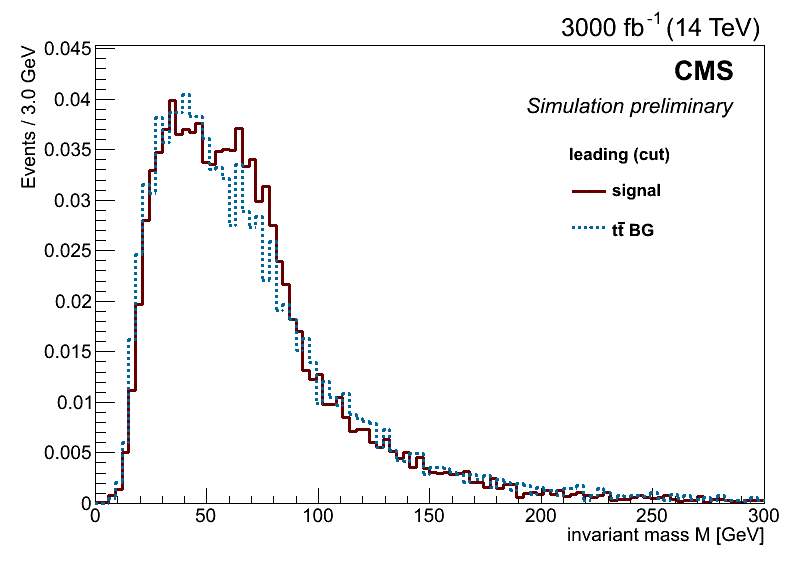 3000 fb⁻¹ (14 TeV)
CMS
Simulation preliminary
leading (cut)
signal
tt̅ BG
Events / 3.0 GeV
0.045
0.04
0.035
0.03
0.025
0.02
0.015
0.01
0.005
0
0 50 100 150 200 250 300
invariant mass M [GeV]